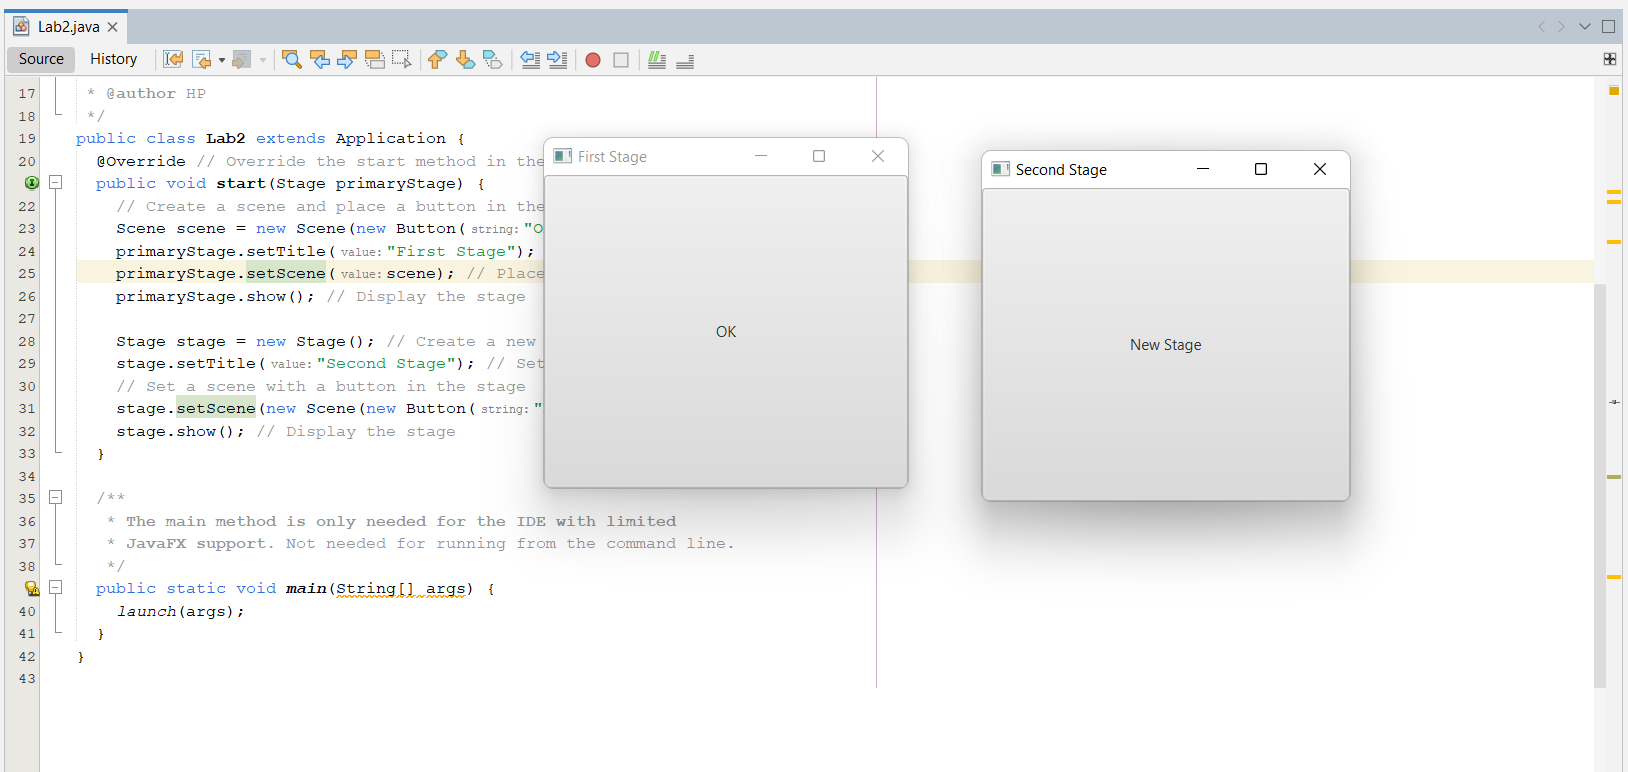 Lab2.java
Source History
17 * @author HP
18 */
19 public class Lab2 extends Application {
20 @Override // Override the start method in the
public void start(Stage primaryStage) {
22 // Create a scene and place a button in the
23 Scene scene = new Scene(new Button( string: "O
24 primaryStage.setTitle( value: "First Stage");
25 primaryStage.setScene( value: scene); // Place
26 primaryStage.show(); // Display the stage
27
28 Stage stage = new Stage(); // Create a new
29 stage.setTitle( value: "Second Stage"); // Set
30 // Set a scene with a button in the stage
31 stage.setScene(new Scene(new Button( string: "
32 stage.show(); // Display the stage
33 }
34
35 /**
36 * The main method is only needed for the IDE with limited
37 * JavaFX support. Not needed for running from the command line.
38 */
public static void main(String[] args) {
40 launch(args);
41 }
42 }
43
First Stage
OK
Second Stage
New Stage